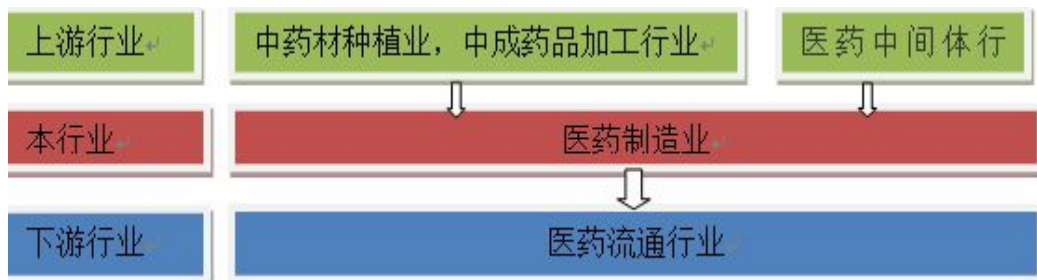 上游行业
中药材种植业，中成药品加工行业
医药中间体行
本行业
医药制造业
下游行业
医药流通行业